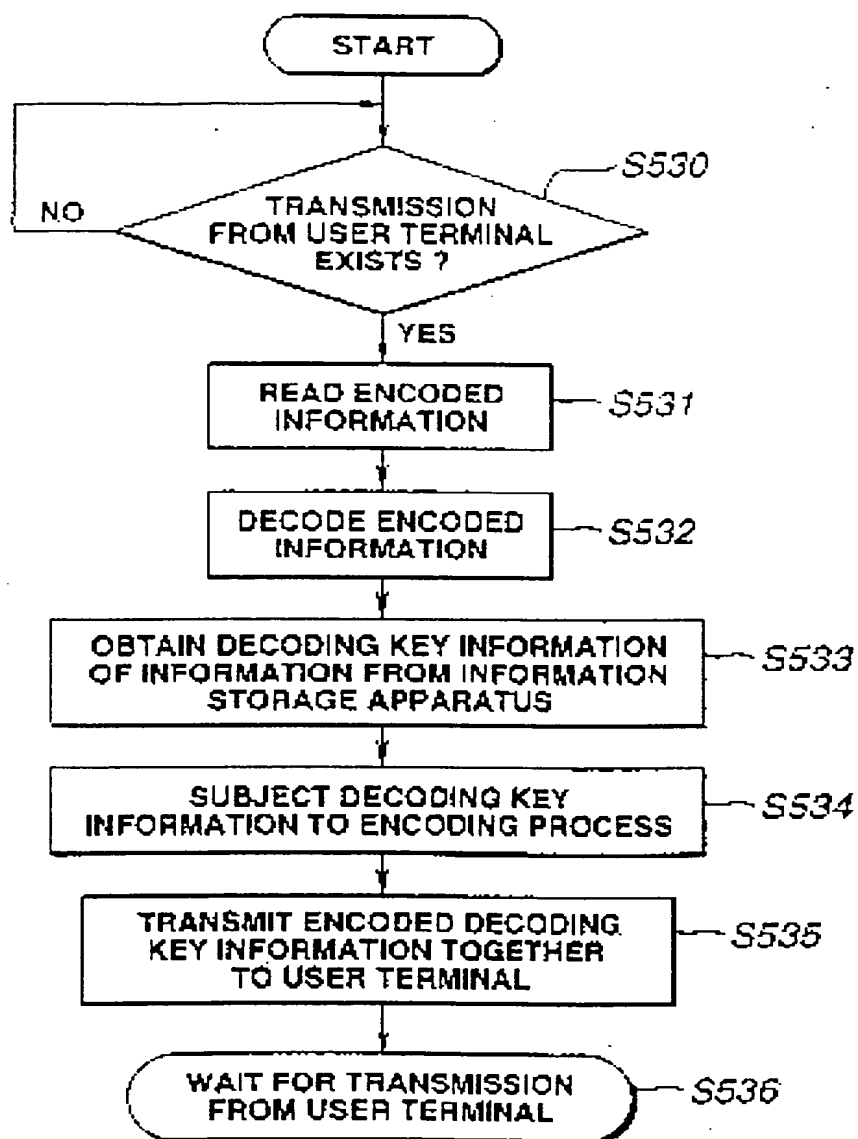 START
S530
NO
TRANSMISSION
FROM USER TERMINAL
EXISTS ?
YES
READ ENCODED
INFORMATION
S531
DECODE ENCODED
INFORMATION
S532
OBTAIN DECODING KEY INFORMATION
OF INFORMATION FROM INFORMATION
STORAGE APPARATUS
S533
SUBJECT DECODING KEY
INFORMATION TO ENCODING PROCESS
S534
TRANSMIT ENCODED DECODING
KEY INFORMATION TOGETHER
TO USER TERMINAL
S535
WAIT FOR TRANSMISSION
FROM USER TERMINAL
S536